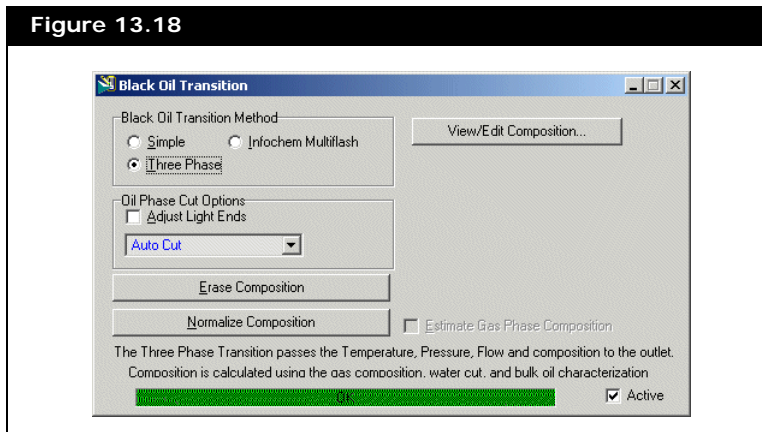 Figure 13.18
Black Oil Transition
Black Oil Transition Method
Simple
Infochem Multiflash
Three Phase
View/Edit Composition...
Oil Phase Cut Options
Adjust Light Ends
Auto Cut
Erase Composition
Normalize Composition
Estimate Gas Phase Composition
The Three Phase Transition passes the Temperature, Pressure, Flow and composition to the outlet.
Composition is calculated using the gas composition, water cut, and bulk oil characterization
OK
Active